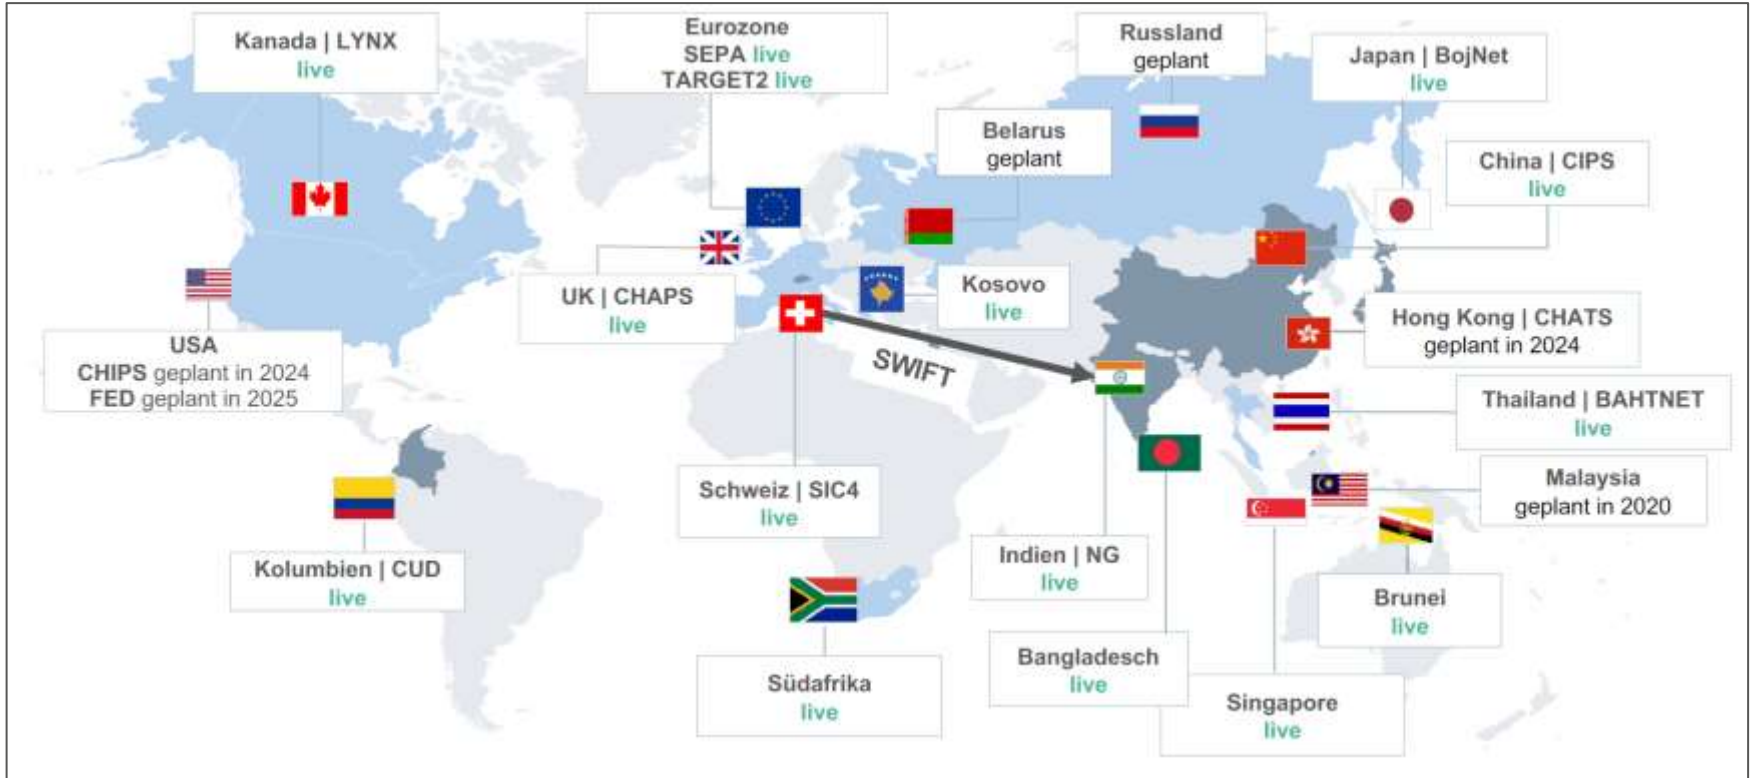 Kanada | LYNX
live
Eurozone
SEPA live
TARGET2 live
Russland
geplant
Japan | BojNet
live
Belarus
geplant
China | CIPS
live
UK | CHAPS
live
Kosovo
live
Hong Kong | CHATS
geplant in 2024
USA
CHIPS geplant in 2024
FED geplant in 2025
SWIFT
Thailand | BAHTNET
live
Schweiz | SIC4
live
Malaysia
geplant in 2020
Kolumbien | CUD
live
Indien | NG
live
Brunei
live
Südafrika
live
Bangladesch
live
Singapore
live